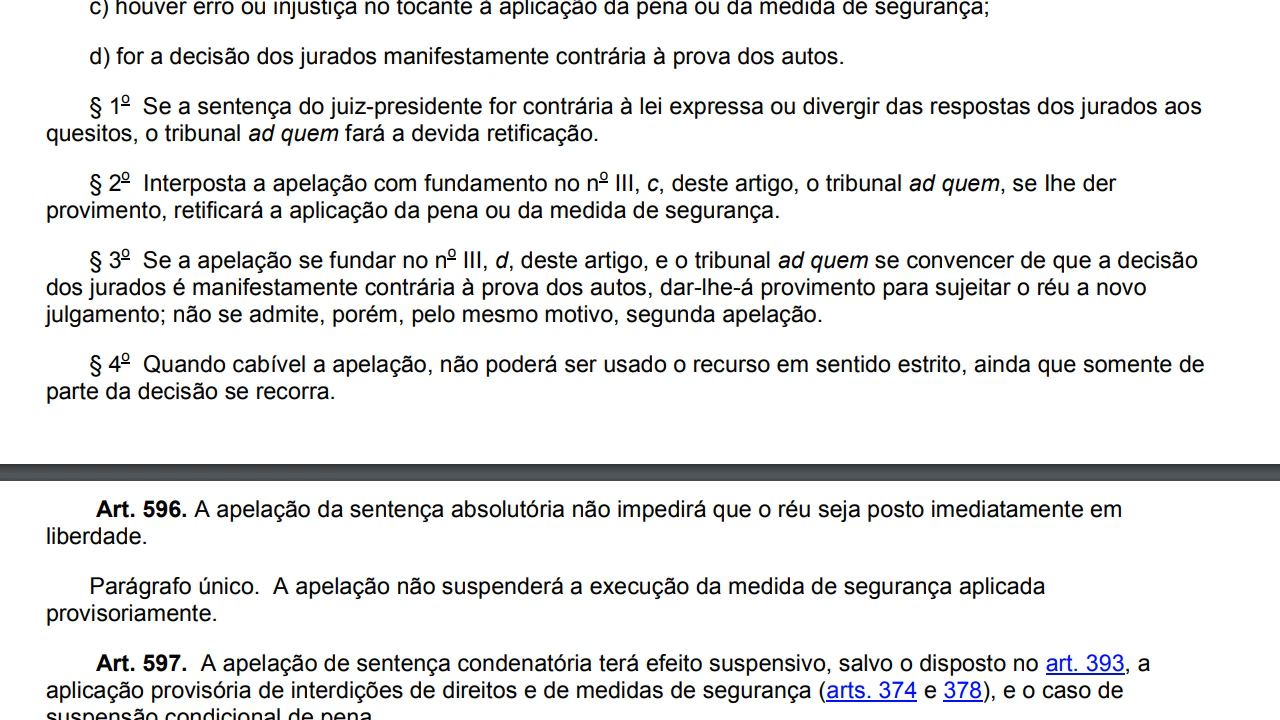 c) houver erro ou injustiça no tocante à aplicação da pena ou da medida de segurança;
d) for a decisão dos jurados manifestamente contrária à prova dos autos.
§ 1º Se a sentença do juiz-presidente for contrária à lei expressa ou divergir das respostas dos jurados aos
quesitos, o tribunal ad quem fará a devida retificação.
§ 2º Interposta a apelação com fundamento no nº III, c, deste artigo, o tribunal ad quem, se lhe der
provimento, retificará a aplicação da pena ou da medida de segurança.
§ 3º Se a apelação se fundar no nº III, d, deste artigo, e o tribunal ad quem se convencer de que a decisão
dos jurados é manifestamente contrária à prova dos autos, dar-lhe-á provimento para sujeitar o réu a novo
julgamento; não se admite, porém, pelo mesmo motivo, segunda apelação.
§ 4º Quando cabível a apelação, não poderá ser usado o recurso em sentido estrito, ainda que somente de
parte da decisão se recorra.
Art. 596. A apelação da sentença absolutória não impedirá que o réu seja posto imediatamente em
liberdade.
Parágrafo único. A apelação não suspenderá a execução da medida de segurança aplicada
provisoriamente.
Art. 597. A apelação de sentença condenatória terá efeito suspensivo, salvo o disposto no art. 393, a
aplicação provisória de interdições de direitos e de medidas de segurança (arts. 374 e 378), e o caso de
suspensão condicional de pena.